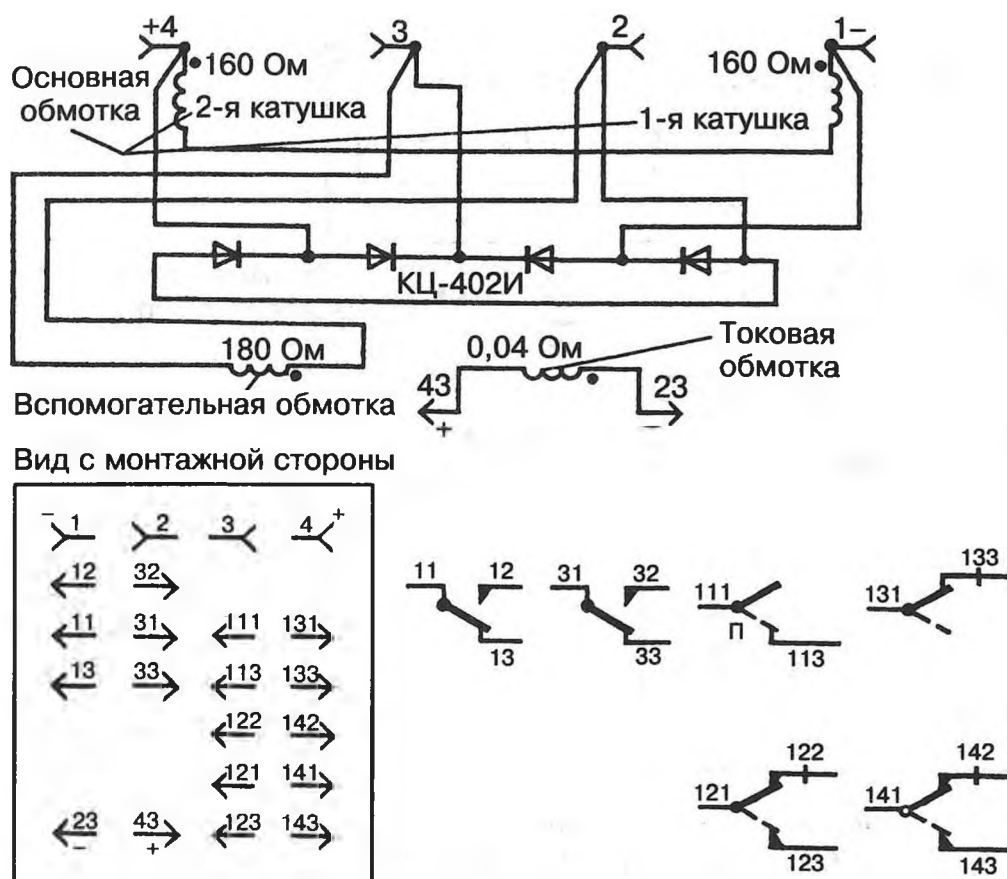 +4 3 2 1–
160 Ом 160 Ом
Основная обмотка
2-я катушка 1-я катушка
КЦ-402И
180 Ом 0,04 Ом Токовая обмотка
43 23
+ –
Вспомогательная обмотка
Вид с монтажной стороны
– 1 2 3 4 +
12 32
11 31 111 131
13 33 113 133
122 142
121 141
23 43 123 143
– +
11 12 31 32 111 131 133
13 33 П 113
121 122 141 142
123 143